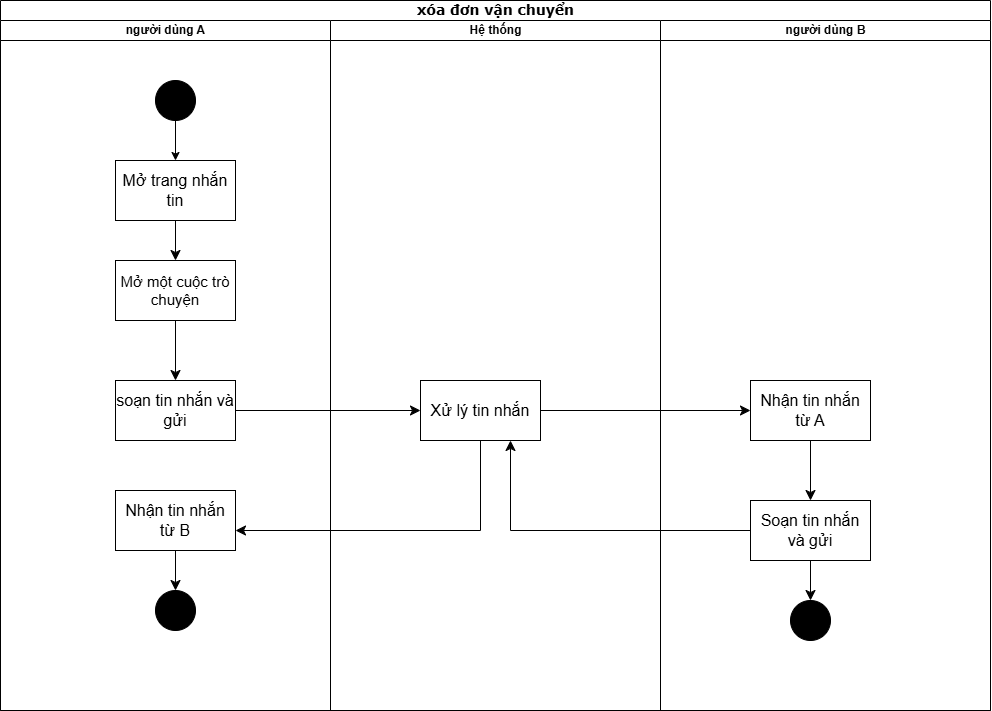 xóa đơn vận chuyển
người dùng A
Hệ thống
người dùng B
Mở trang nhắn
tin
Mở một cuộc trò
chuyện
soạn tin nhắn và
gửi
Xử lý tin nhắn
Nhận tin nhắn
từ A
Nhận tin nhắn
từ B
Soạn tin nhắn
và gửi